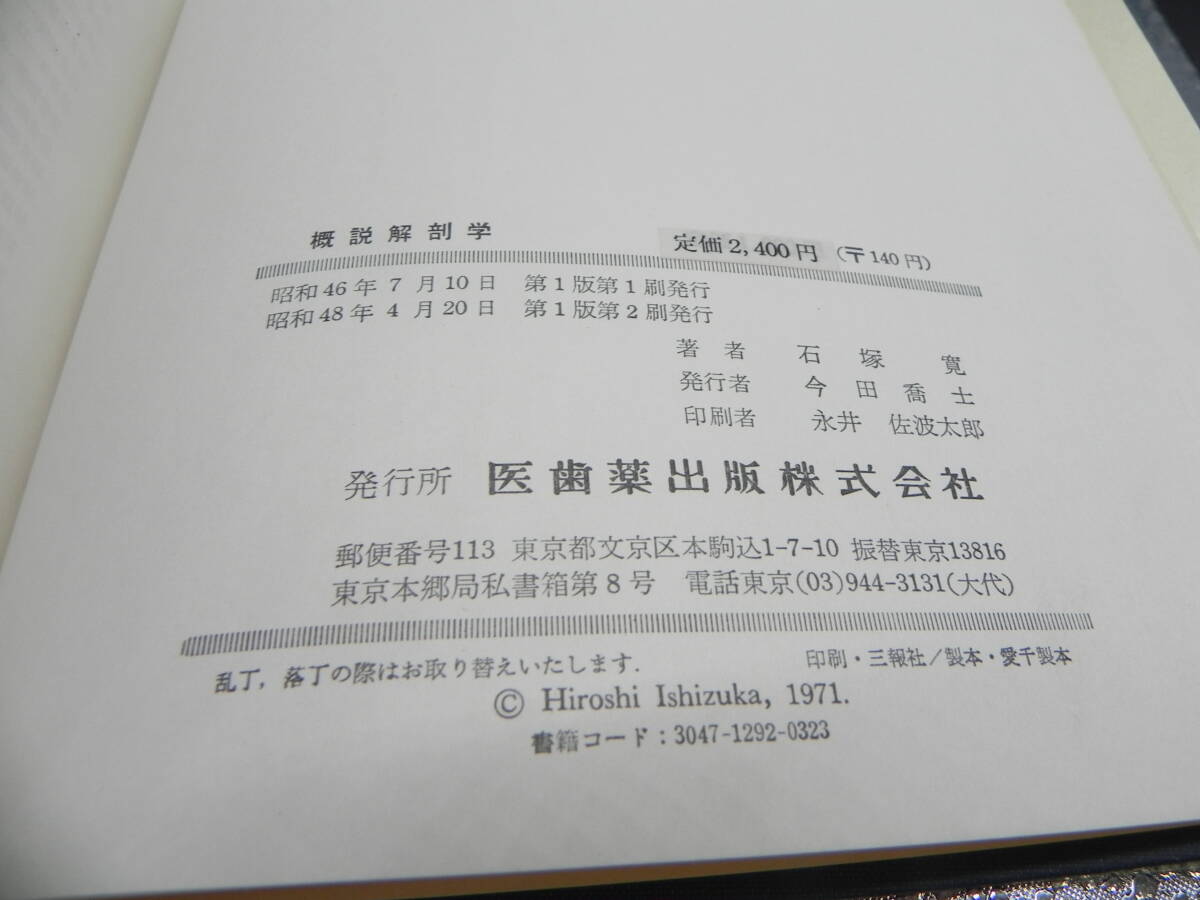 概説解剖学 定価2,400円 (〒140円)
昭和46年7月10日 第1版第1刷発行
昭和48年4月20日 第1版第2刷発行
著者 石塚寛
発行者 今田喬士
印刷者 永井佐波太郎
発行所 医歯薬出版株式会社
郵便番号113 東京都文京区本駒込1-7-10 振替東京13816
東京本郷局私書箱第8号 電話東京(03)944-3131(大代)
乱丁,落丁の際はお取り替えいたします. 印刷・三報社/製本・愛千製本
© Hiroshi Ishizuka, 1971.
書籍コード:3047-1292-0323